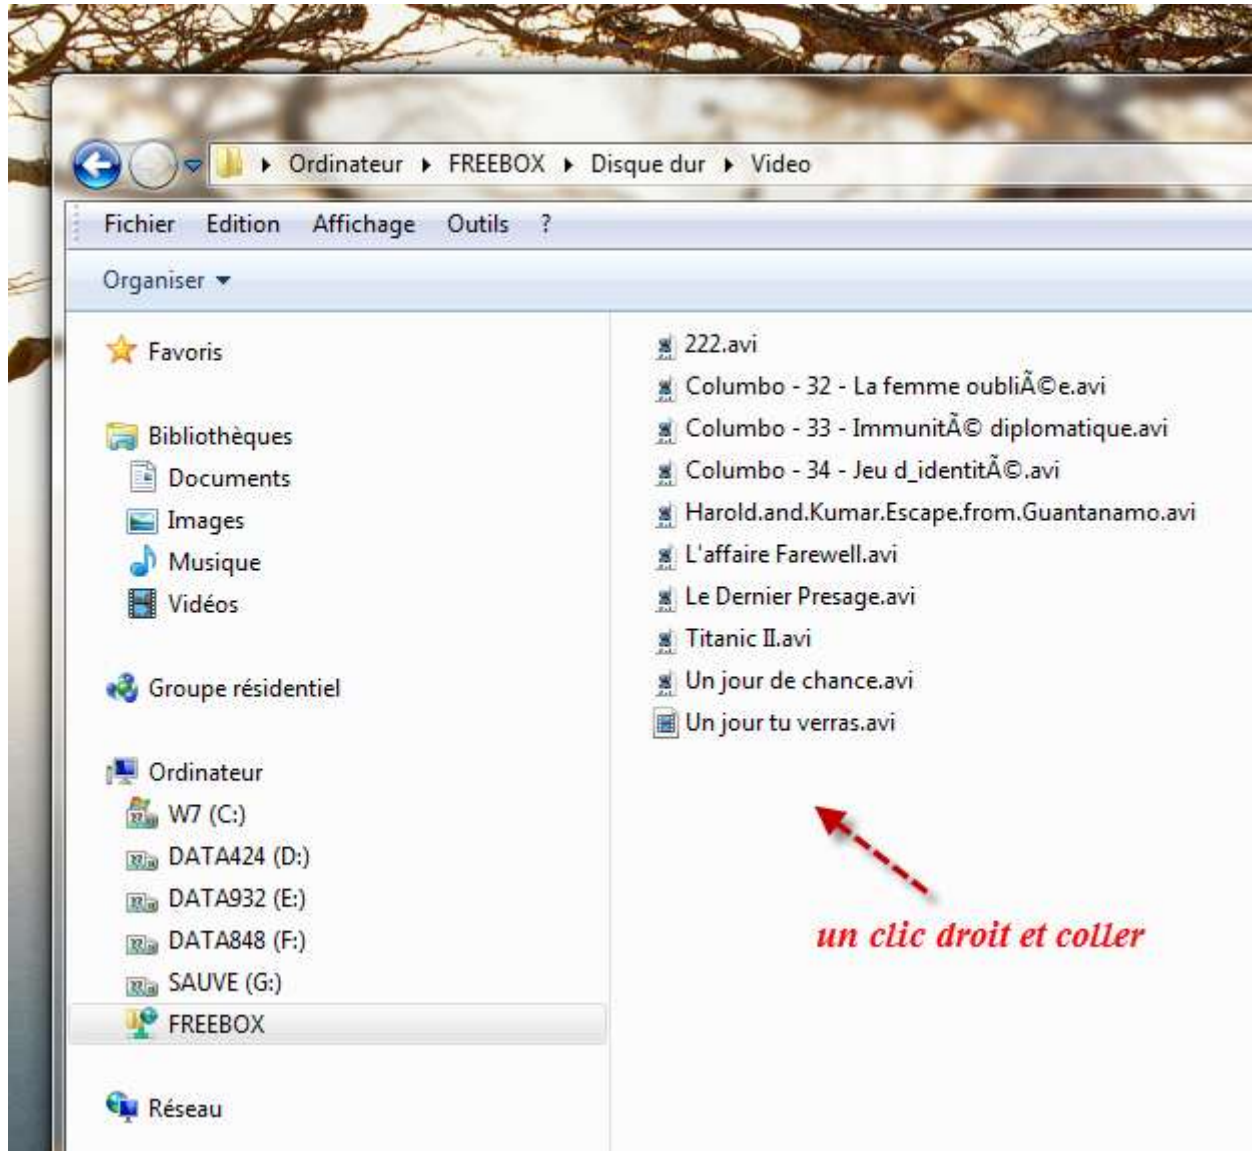 Ordinateur FREEBOX Disque dur Video
Fichier Edition Affichage Outils ?
Organiser
Favoris
Bibliothèques
Documents
Images
Musique
Vidéos
Groupe résidentiel
Ordinateur
W7 (C:)
DATA424 (D:)
DATA932 (E:)
DATA848 (F:)
SAUVE (G:)
FREEBOX
Réseau
222.avi
Columbo - 32 - La femme oubliÃ©e.avi
Columbo - 33 - ImmunitÃ© diplomatique.avi
Columbo - 34 - Jeu d_identitÃ©.avi
Harold.and.Kumar.Escape.from.Guantanamo.avi
L'affaire Farewell.avi
Le Dernier Presage.avi
Titanic II.avi
Un jour de chance.avi
Un jour tu verras.avi
un clic droit et coller